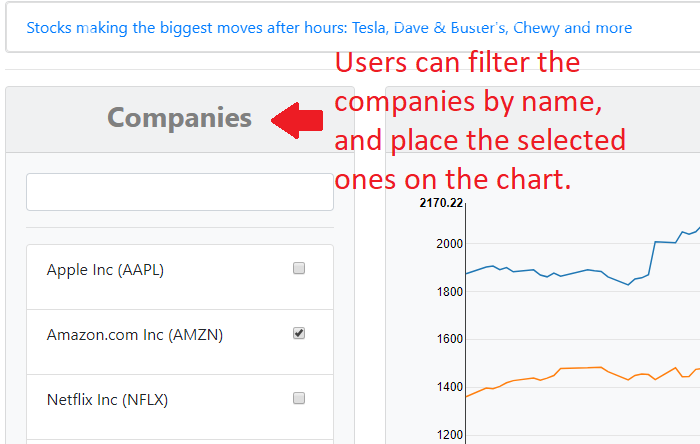 Stocks making the biggest moves after hours: Tesla, Dave & Buster's, Chewy and more
Users can filter the
companies by name,
and place the selected
ones on the chart.
Companies
Apple Inc (AAPL)
Amazon.com Inc (AMZN)
Netflix Inc (NFLX)
2170.22
2000
1800
1600
1400
1200